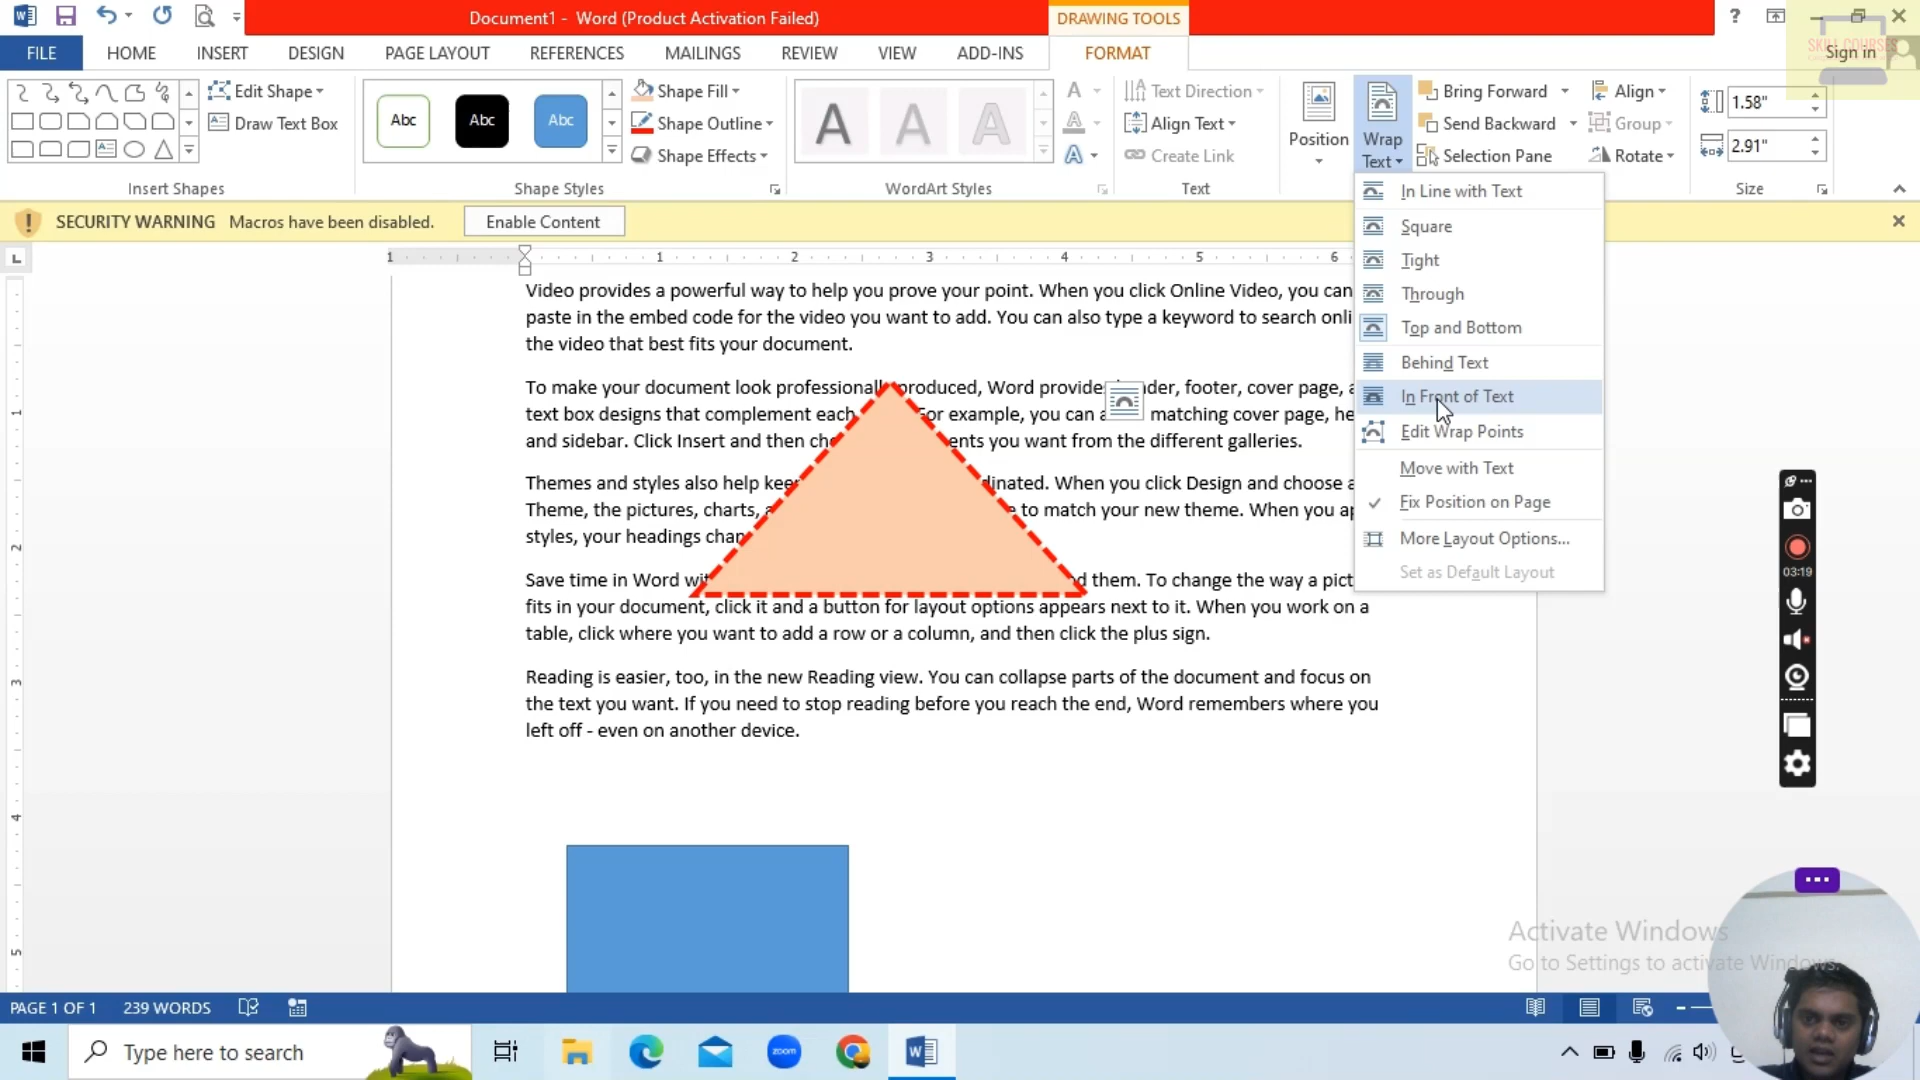 Document1 - Word (Product Activation Failed)
DRAWING TOOLS
?
FILE HOME INSERT DESIGN PAGE LAYOUT REFERENCES MAILINGS REVIEW VIEW ADD-INS FORMAT
Sign in
Edit Shape
Draw Text Box
Insert Shapes
Abc Abc Abc
Shape Fill
Shape Outline
Shape Effects
Shape Styles
A A A
WordArt Styles
Text Direction
Align Text
Create Link
Text
Position
Wrap
Text
Bring Forward
Send Backward
Selection Pane
Align
Group
Rotate
1.58"
2.91"
Size
SECURITY WARNING Macros have been disabled. Enable Content
In Line with Text
Square
Tight
Through
Top and Bottom
Behind Text
In Front of Text
Edit Wrap Points
Move with Text
Fix Position on Page
More Layout Options...
Set as Default Layout
1 1 2 3 4 5 6
1
2
3
4
5
Video provides a powerful way to help you prove your point. When you click Online Video, you can
paste in the embed code for the video you want to add. You can also type a keyword to search onli
the video that best fits your document.
To make your document look professionally produced, Word provide der, footer, cover page, a
text box designs that complement each For example, you can a matching cover page, he
and sidebar. Click Insert and then ch ents you want from the different galleries.
Themes and styles also help kee dinated. When you click Design and choose a
Theme, the pictures, charts, e to match your new theme. When you ap
styles, your headings chan
Save time in Word wit d them. To change the way a pict
fits in your document, click it and a button for layout options appears next to it. When you work on a
table, click where you want to add a row or a column, and then click the plus sign.
Reading is easier, too, in the new Reading view. You can collapse parts of the document and focus on
the text you want. If you need to stop reading before you reach the end, Word remembers where you
left off - even on another device.
03:19
Activate Windows
Go to Settings to activate Windows.
PAGE 1 OF 1 239 WORDS
Type here to search
zoom